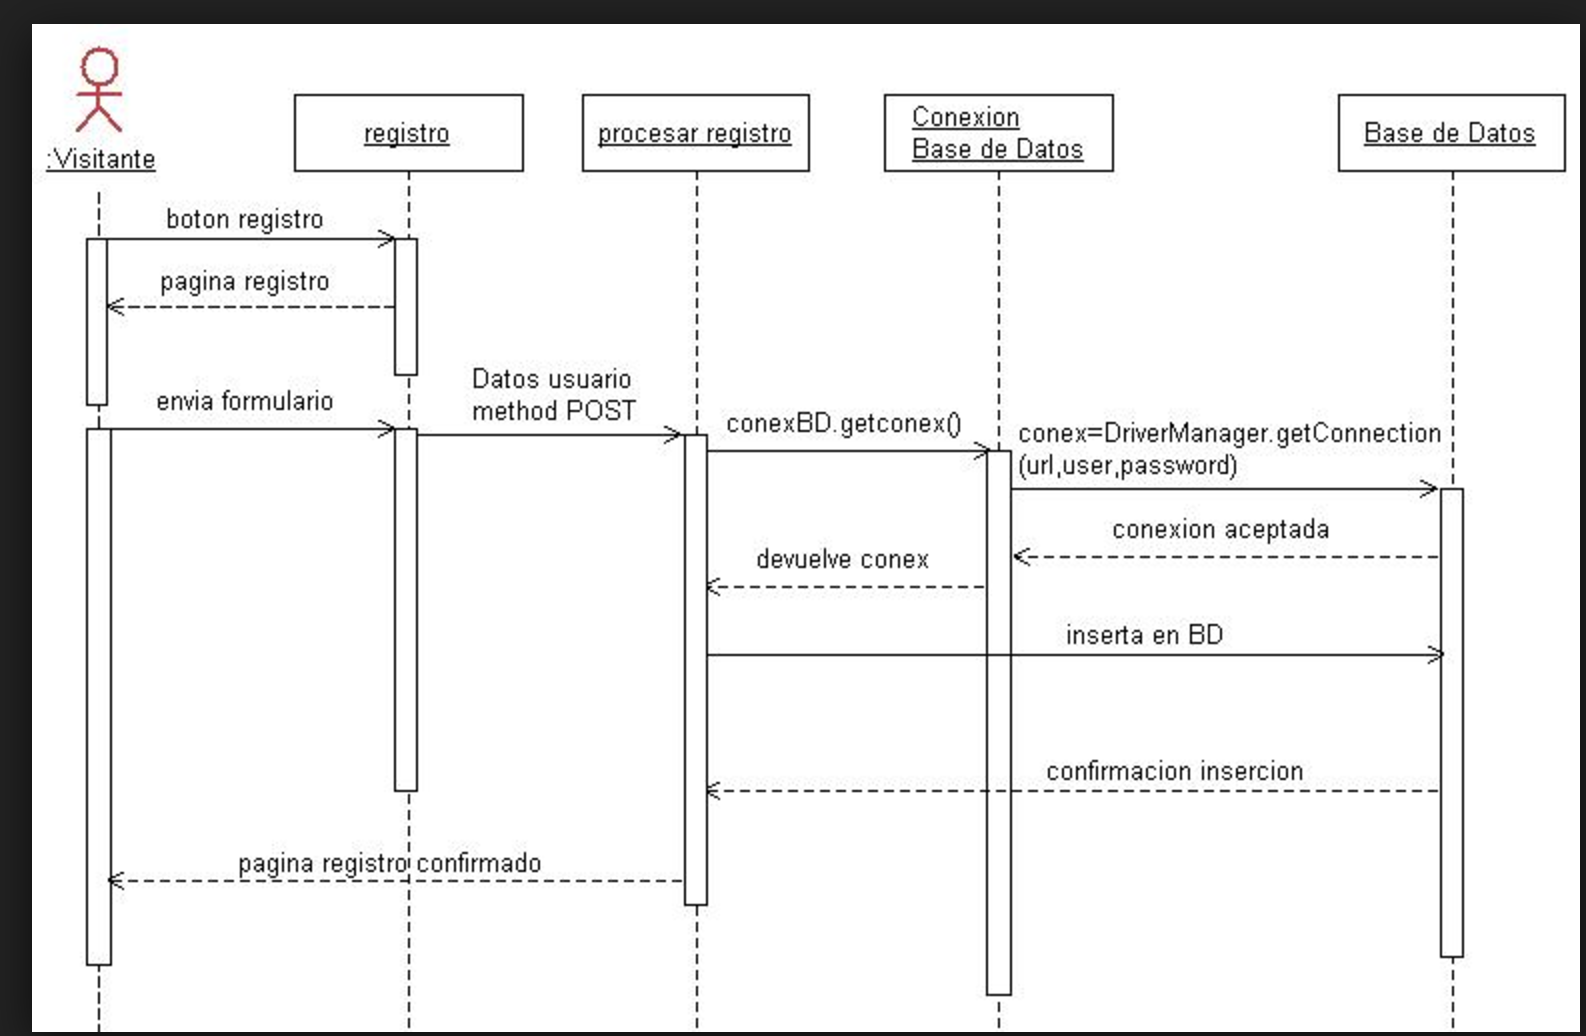 :Visitante
registro
procesar registro
Conexion
Base de Datos
Base de Datos
boton registro
pagina registro
envia formulario
Datos usuario
method POST
conexBD.getconex()
conex=DriverManager.getConnection
(url,user,password)
conexion aceptada
devuelve conex
inserta en BD
confirmacion insercion
pagina registro confirmado